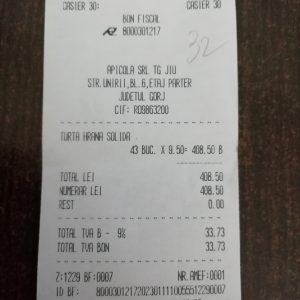 CASIER 30: CASIER 30
BON FISCAL
8000301217
32
APICOLA SRL TG JIU
STR.UNIRII,BL.6,ETAJ PARTER
JUDETUL GORJ
CIF: RO9863200
TURTA HRANA SOLIDA
43 BUC. X 9.50= 408.50 B
TOTAL LEI 408.50
NUMERAR LEI 408.50
REST 0.00
TOTAL TVA B - 9% 33.73
TOTAL TVA BON 33.73
Z:1229 BF:0007 NR.AMEF:0001
ID BF: 80003012172023011110055512290007